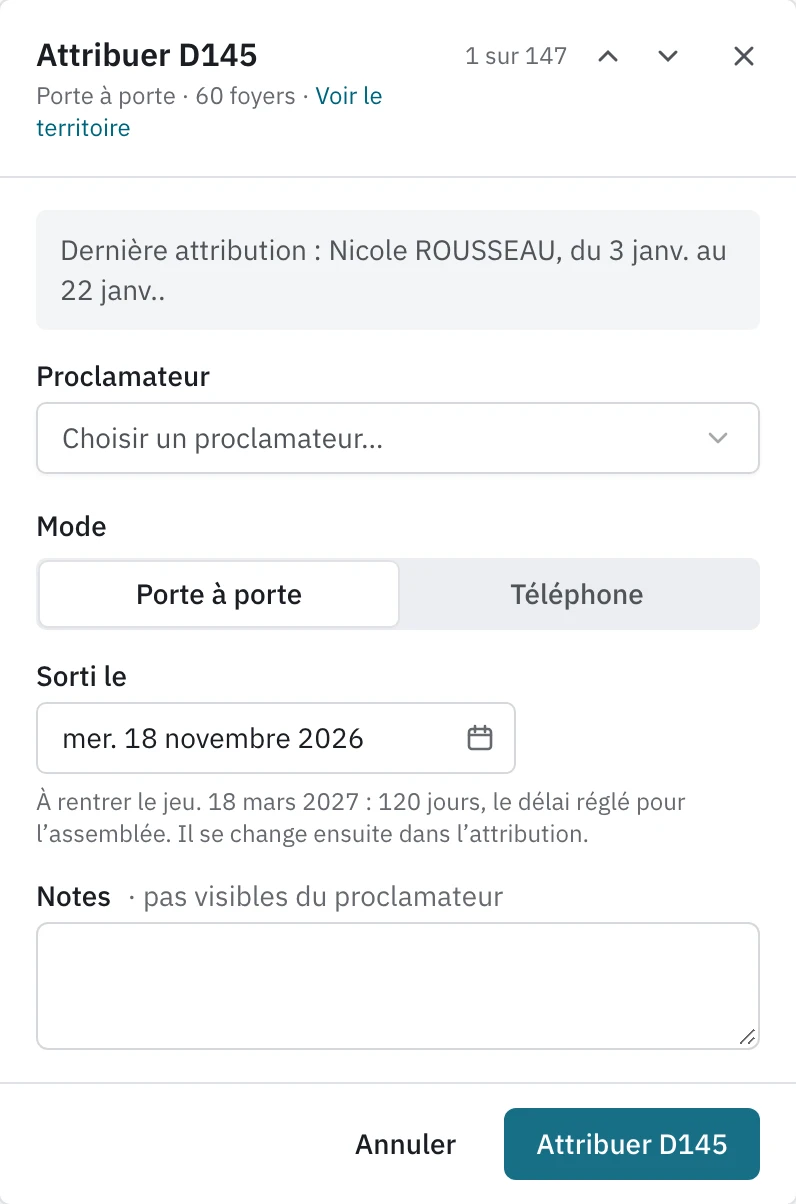 Attribuer D145
1 sur 147
Porte à porte · 60 foyers · Voir le
territoire
Dernière attribution : Nicole ROUSSEAU, du 3 janv. au
22 janv..
Proclamateur
Choisir un proclamateur...
Mode
Porte à porte
Téléphone
Sorti le
mer. 18 novembre 2026
À rentrer le jeu. 18 mars 2027 : 120 jours, le délai réglé pour
l’assemblée. Il se change ensuite dans l’attribution.
Notes · pas visibles du proclamateur
Annuler
Attribuer D145